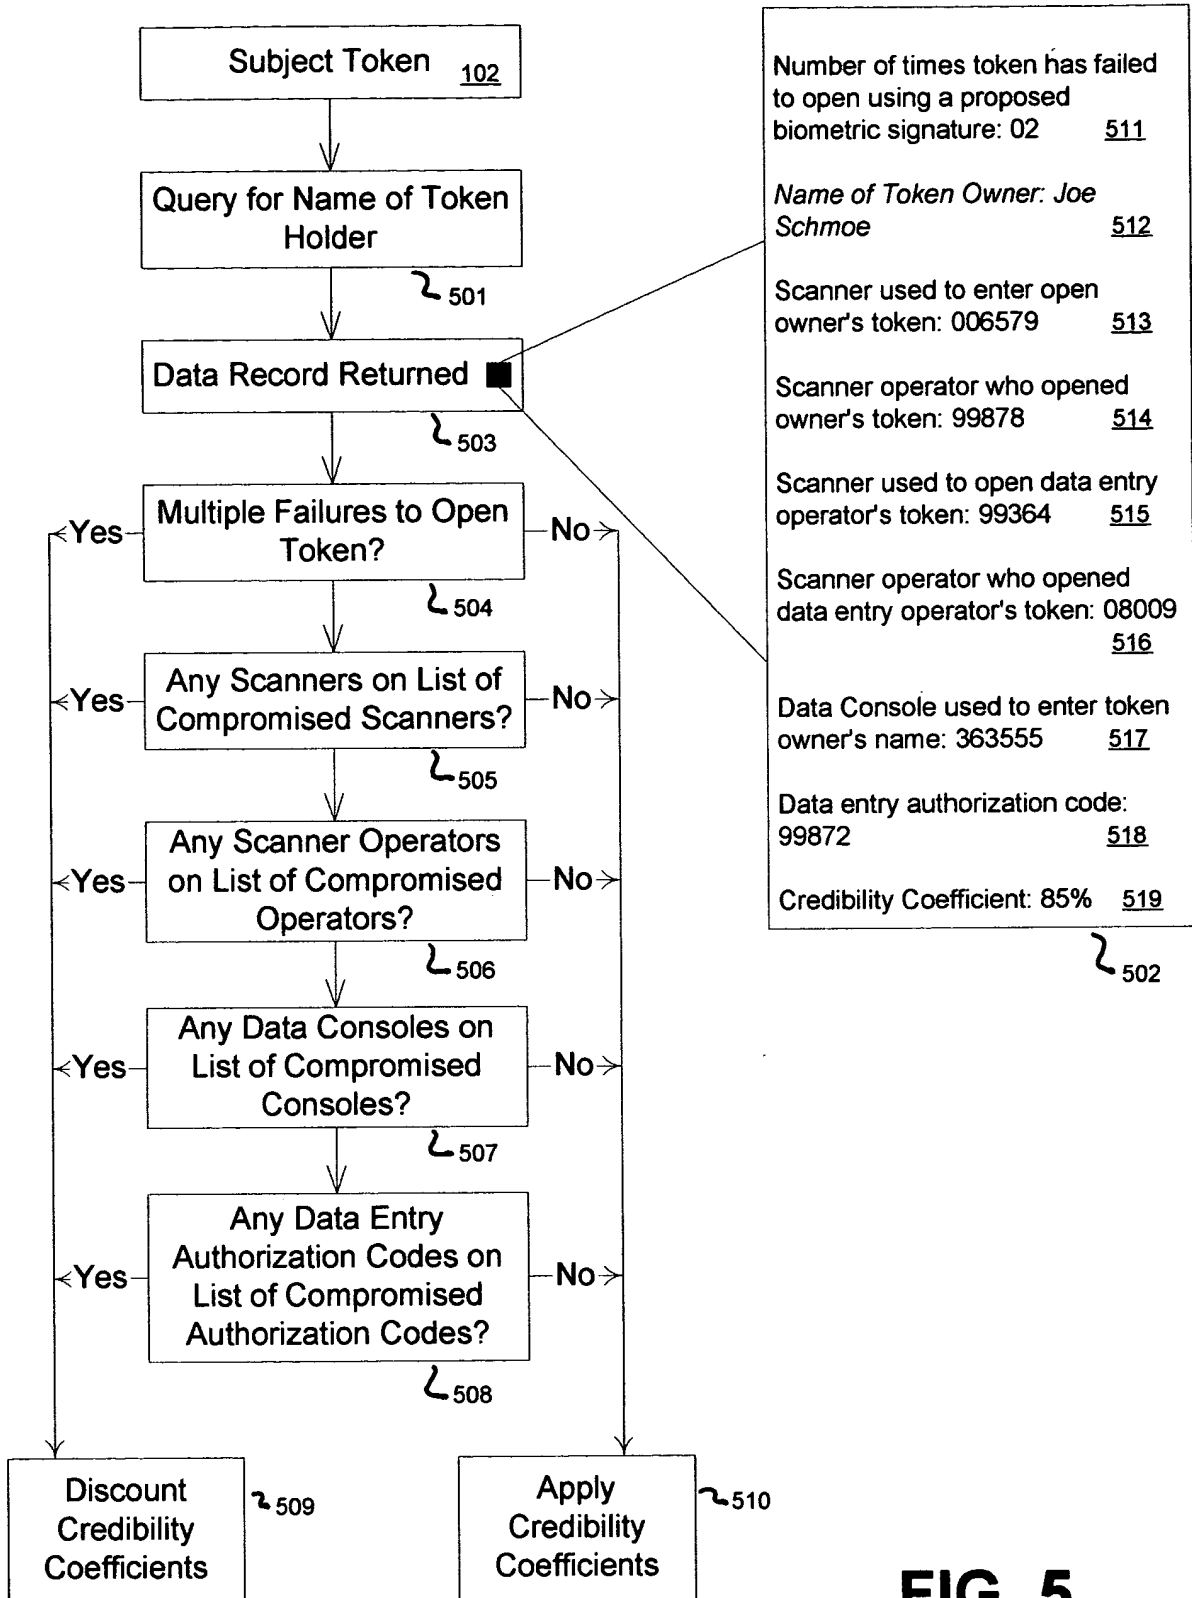 Subject Token 102
Query for Name of Token
Holder
501
Data Record Returned
503
Multiple Failures to Open
Token?
Yes
No
504
Any Scanners on List of
Compromised Scanners?
Yes
No
505
Any Scanner Operators
on List of Compromised
Operators?
Yes
No
506
Any Data Consoles on
List of Compromised
Consoles?
Yes
No
507
Any Data Entry
Authorization Codes on
List of Compromised
Authorization Codes?
Yes
No
508
Discount
Credibility
Coefficients
509
Apply
Credibility
Coefficients
510
Number of times token has failed
to open using a proposed
biometric signature: 02 511
Name of Token Owner: Joe
Schmoe 512
Scanner used to enter open
owner's token: 006579 513
Scanner operator who opened
owner's token: 99878 514
Scanner used to open data entry
operator's token: 99364 515
Scanner operator who opened
data entry operator's token: 08009
516
Data Console used to enter token
owner's name: 363555 517
Data entry authorization code:
99872 518
Credibility Coefficient: 85% 519
502
FIG. 5